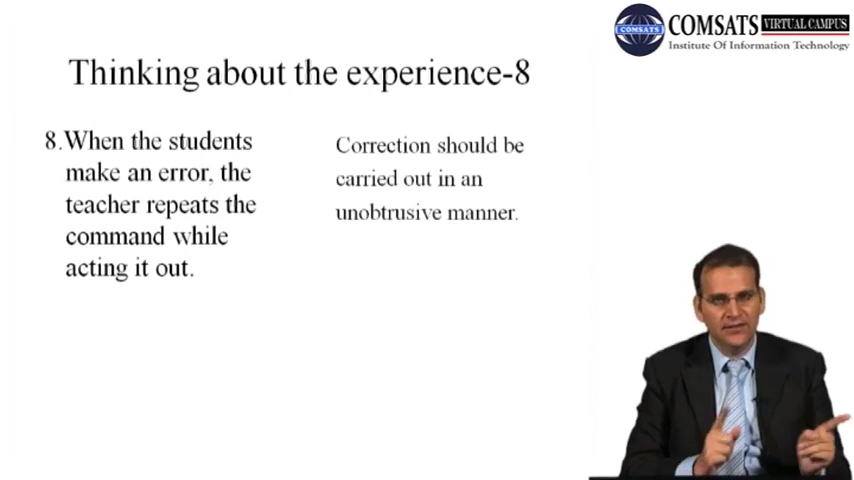 COMSATS VIRTUAL CAMPUS
COMSATS
Institute Of Information Technology
Thinking about the experience-8
8.When the students
make an error, the
teacher repeats the
command while
acting it out.
Correction should be
carried out in an
unobtrusive manner.